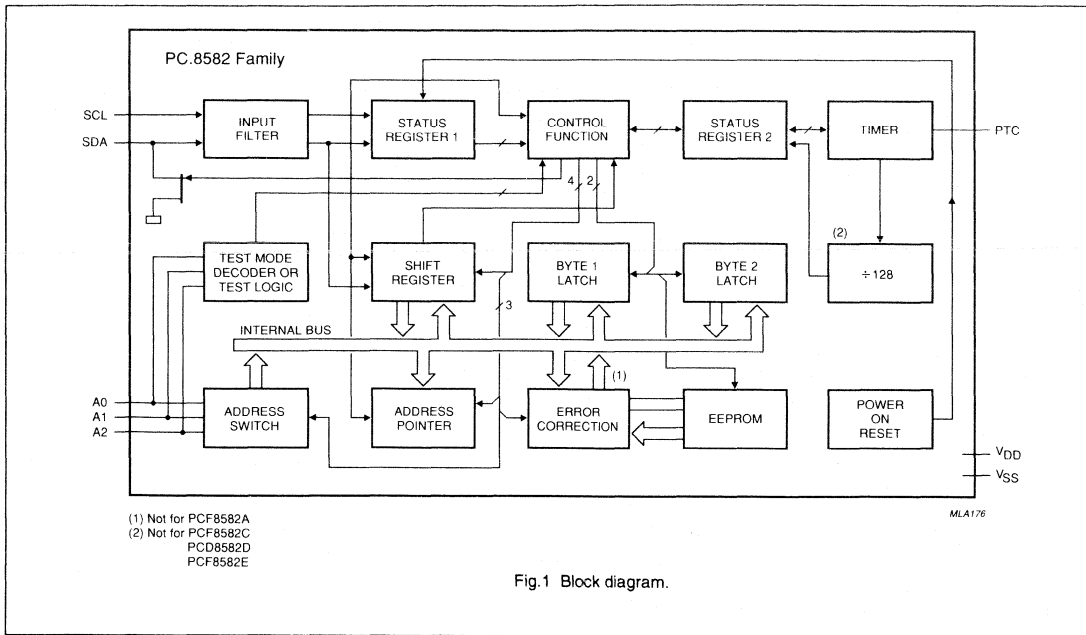 PC.8582 Family
SCL
SDA
INPUT
FILTER
STATUS
REGISTER 1
CONTROL
FUNCTION
STATUS
REGISTER 2
TIMER
PTC
4
2
(2)
TEST MODE
DECODER OR
TEST LOGIC
SHIFT
REGISTER
BYTE 1
LATCH
BYTE 2
LATCH
÷128
3
INTERNAL BUS
(1)
A0
A1
A2
ADDRESS
SWITCH
ADDRESS
POINTER
ERROR
CORRECTION
EEPROM
POWER
ON
RESET
VDD
VSS
MLA176
(1) Not for PCF8582A
(2) Not for PCF8582C
PCD8582D
PCF8582E
Fig.1 Block diagram.